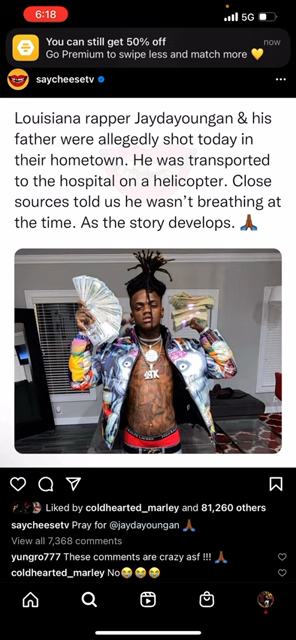 6:18
5G
You can still get 50% off
now
Go Premium to swipe less and match more 💛
saycheesetv
Louisiana rapper Jaydayoungan & his
father were allegedly shot today in
their hometown. He was transported
to the hospital on a helicopter. Close
sources told us he wasn't breathing at
the time. As the story develops. 🙏🏾
Liked by coldhearted_marley and 81,260 others
saycheesetv Pray for @jaydayoungan 🙏🏾
View all 7,368 comments
yungro777 These comments are crazy asf !!! 🙏🏾
coldhearted_marley No😂😂😂